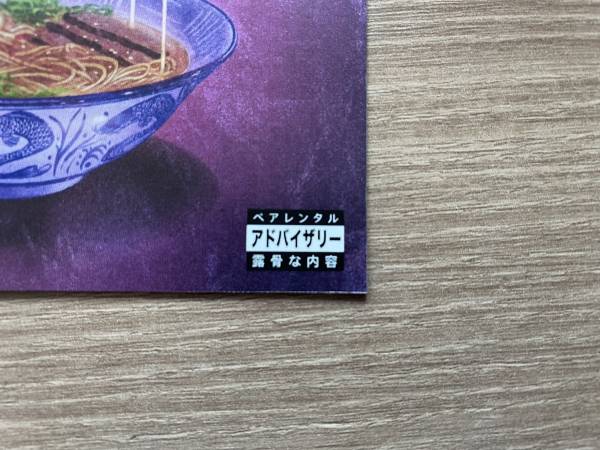 ペアレンタル
アドバイザリー
露骨な内容